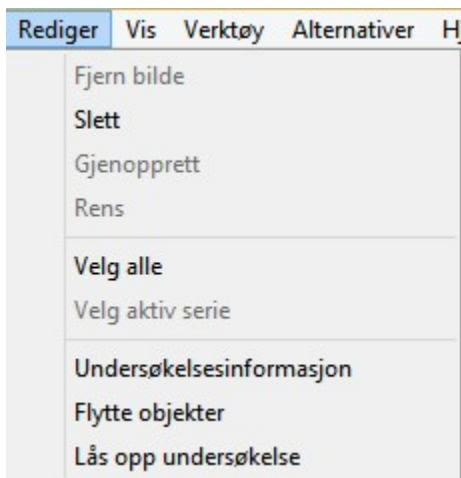 Rediger Vis Verktøy Alternativer
Fjern bilde
Slett
Gjenopprett
Rens
Velg alle
Velg aktiv serie
Undersøkelsesinformasjon
Flytte objekter
Lås opp undersøkelse